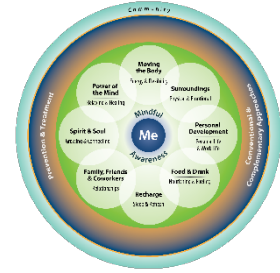 Community
Prevention & Treatment
Conventional &
Complementary Approaches
Moving
the Body
Energy & Flexibility
Surroundings
Physical & Emotional
Personal
Development
Personal life
& Work life
Food & Drink
Nourishing & Fueling
Recharge
Sleep & Refresh
Family, Friends
& Coworkers
Relationships
Spirit & Soul
Growing & Connecting
Power of
the Mind
Relaxing & Healing
Mindful
Me
Awareness